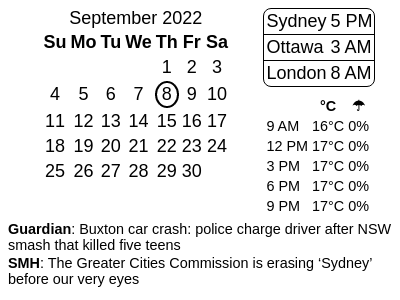 September 2022
Su Mo Tu We Th Fr Sa
1 2 3
4 5 6 7 8 9 10
11 12 13 14 15 16 17
18 19 20 21 22 23 24
25 26 27 28 29 30
Sydney 5 PM
Ottawa 3 AM
London 8 AM
°C ☂
9 AM 16°C 0%
12 PM 17°C 0%
3 PM 17°C 0%
6 PM 17°C 0%
9 PM 17°C 0%
Guardian: Buxton car crash: police charge driver after NSW
smash that killed five teens
SMH: The Greater Cities Commission is erasing ‘Sydney’
before our very eyes